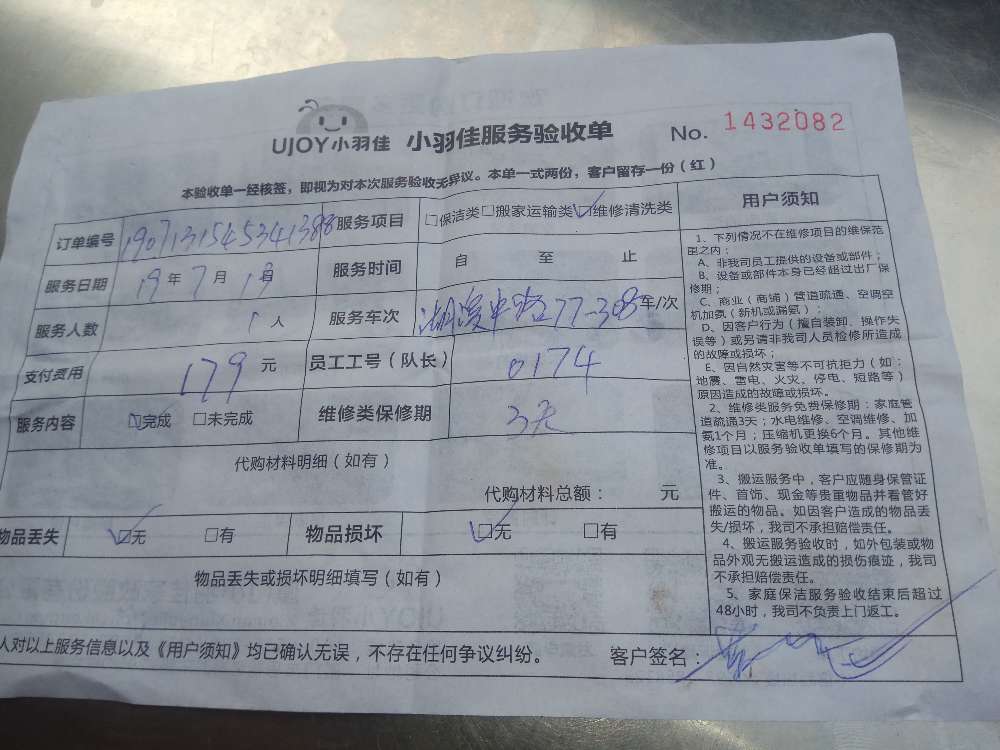 UJOY小羽佳 小羽佳服务验收单 No. 1432082
本验收单一经核签，即视为对本次服务验收无异议。本单一式两份，客户留存一份（红）
订单编号 1907131545341388 服务项目 □保洁类□搬家运输类□维修清洗类
服务日期 19年7月1日 服务时间 自 至 止
服务人数 1人 服务车次 湖滨中路277-308车/次
支付费用 179元 员工工号（队长） 0174
服务内容 □完成 □未完成 维修类保修期 3天
代购材料明细（如有）
代购材料总额： 元
物品丢失 □无 □有 物品损坏 □无 □有
物品丢失或损坏明细填写（如有）
人对以上服务信息以及《用户须知》均已确认无误，不存在任何争议纠纷。 客户签名：
用户须知
1、下列情况不在维修项目的维保范
围之内：
A、非我司员工提供的设备或部件；
B、设备或部件本身已经超过出厂保
修期；
C、商业（商铺）管道疏通、空调空
机加氨（新机或漏氨）；
D、因客户行为（擅自装卸、操作失
误等）或另请非我司人员检修所造成
的故障或损坏；
E、因自然灾害等不可抗拒力（如：
地震、雷电、火灾、停电、短路等）
原因造成的故障或损坏。
2、维修类服务免费保修期：家庭管
道疏通3天；水电维修、空调维修、加
氨1个月；压缩机更换6个月。其他维
修项目以服务验收单填写的保修期为
准。
3、搬运服务中，客户应随身保管证
件、首饰、现金等贵重物品并看管好
搬运的物品。如因客户造成的物品丢
失/损坏，我司不承担赔偿责任。
4、搬运服务验收时，如外包装或物
品外观无搬运造成的损伤痕迹，我司
不承担赔偿责任。
5、家庭保洁服务验收结束后超过
48小时，我司不负责上门返工。